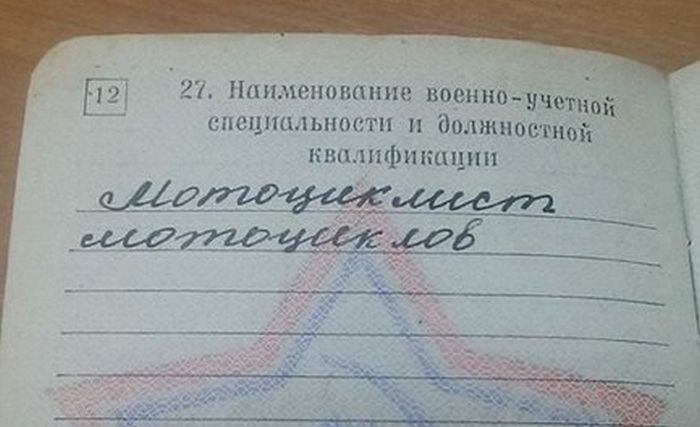 12
27. Наименование военно-учетной
специальности и должностной
квалификации
Мотоциклист
мотоциклов